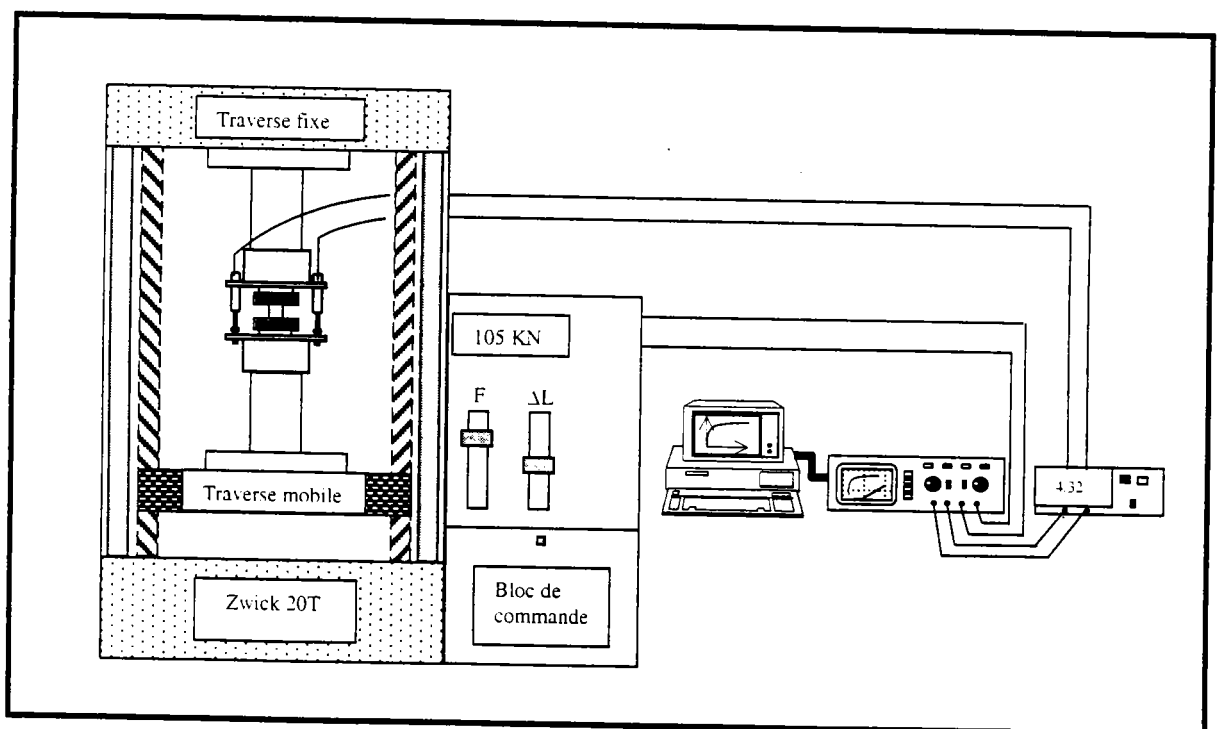 Traverse fixe
105 KN
F ΔL
Traverse mobile
4.32
Zwick 20T
Bloc de
commande